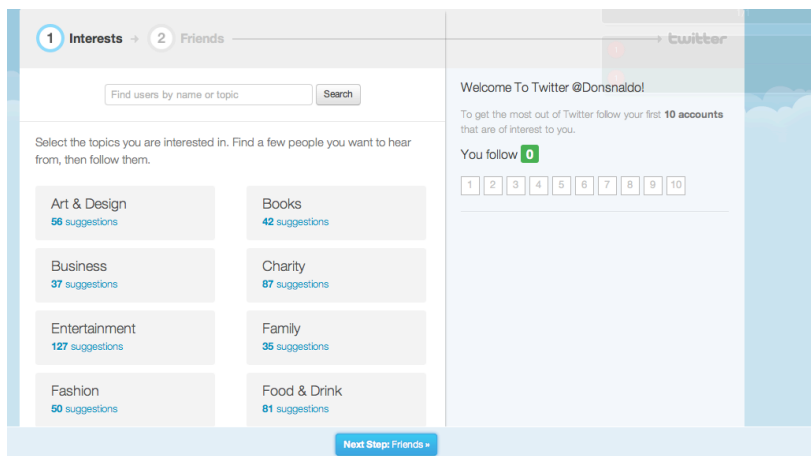 1 Interests → 2 Friends → twitter
Find users by name or topic Search
Select the topics you are interested in. Find a few people you want to hear
from, then follow them.
Art & Design
56 suggestions
Books
42 suggestions
Business
37 suggestions
Charity
87 suggestions
Entertainment
127 suggestions
Family
35 suggestions
Fashion
50 suggestions
Food & Drink
81 suggestions
Welcome To Twitter @Donsnaldo!
To get the most out of Twitter follow your first 10 accounts
that are of interest to you.
You follow 0
1 2 3 4 5 6 7 8 9 10
Next Step: Friends »